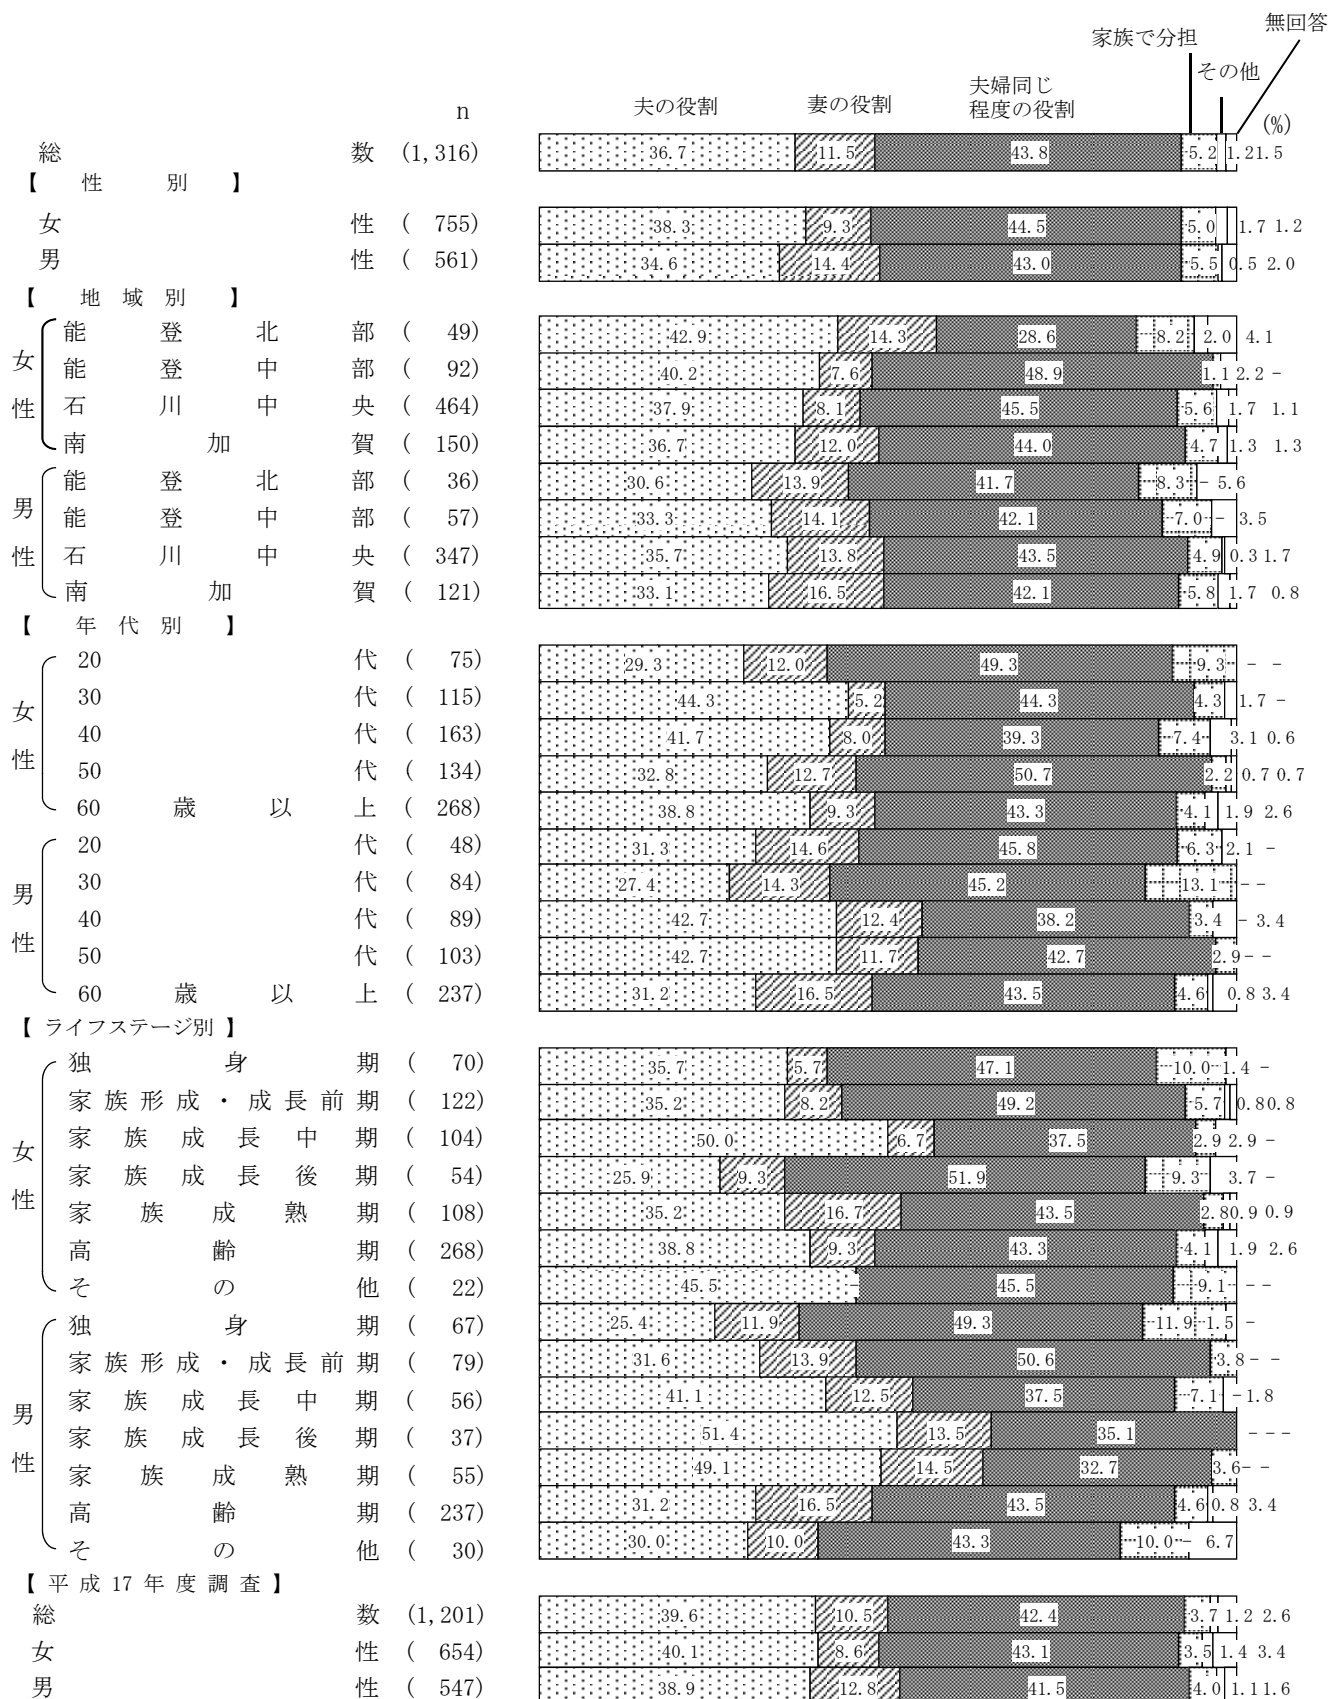 無回答
家族で分担
その他
夫の役割 妻の役割 夫婦同じ
程度の役割
n (%)
総数 (1,316) 36.7 11.5 43.8 5.2 1.2 1.5
【 性別 】
女性 ( 755) 38.3 9.3 44.5 5.0 1.7 1.2
男性 ( 561) 34.6 14.4 43.0 5.5 0.5 2.0
【 地域別 】
女性
能登北部 ( 49) 42.9 14.3 28.6 8.2 2.0 4.1
能登中部 ( 92) 40.2 7.6 48.9 1.1 2.2 -
石川中央 ( 464) 37.9 8.1 45.5 5.6 1.7 1.1
南加賀 ( 150) 36.7 12.0 44.0 4.7 1.3 1.3
男性
能登北部 ( 36) 30.6 13.9 41.7 8.3 - 5.6
能登中部 ( 57) 33.3 14.1 42.1 7.0 - 3.5
石川中央 ( 347) 35.7 13.8 43.5 4.9 0.3 1.7
南加賀 ( 121) 33.1 16.5 42.1 5.8 1.7 0.8
【 年代別 】
女性
20代 ( 75) 29.3 12.0 49.3 9.3 - -
30代 ( 115) 44.3 5.2 44.3 4.3 1.7 -
40代 ( 163) 41.7 8.0 39.3 7.4 3.1 0.6
50代 ( 134) 32.8 12.7 50.7 2.2 0.7 0.7
60歳以上 ( 268) 38.8 9.3 43.3 4.1 1.9 2.6
男性
20代 ( 48) 31.3 14.6 45.8 6.3 2.1 -
30代 ( 84) 27.4 14.3 45.2 13.1 - -
40代 ( 89) 42.7 12.4 38.2 3.4 - 3.4
50代 ( 103) 42.7 11.7 42.7 2.9 - -
60歳以上 ( 237) 31.2 16.5 43.5 4.6 0.8 3.4
【 ライフステージ別 】
女性
独身期 ( 70) 35.7 5.7 47.1 10.0 1.4 -
家族形成・成長前期 ( 122) 35.2 8.2 49.2 5.7 0.8 0.8
家族成長中期 ( 104) 50.0 6.7 37.5 2.9 2.9 -
家族成長後期 ( 54) 25.9 9.3 51.9 9.3 3.7 -
家族成熟期 ( 108) 35.2 16.7 43.5 2.8 0.9 0.9
高齢期 ( 268) 38.8 9.3 43.3 4.1 1.9 2.6
その他 ( 22) 45.5 - 45.5 9.1 - -
男性
独身期 ( 67) 25.4 11.9 49.3 11.9 1.5 -
家族形成・成長前期 ( 79) 31.6 13.9 50.6 3.8 - -
家族成長中期 ( 56) 41.1 12.5 37.5 7.1 - 1.8
家族成長後期 ( 37) 51.4 13.5 35.1 - - -
家族成熟期 ( 55) 49.1 14.5 32.7 3.6 - -
高齢期 ( 237) 31.2 16.5 43.5 4.6 0.8 3.4
その他 ( 30) 30.0 10.0 43.3 10.0 - 6.7
【 平成17年度調査 】
総数 (1,201) 39.6 10.5 42.4 3.7 1.2 2.6
女性 ( 654) 40.1 8.6 43.1 3.5 1.4 3.4
男性 ( 547) 38.9 12.8 41.5 4.0 1.1 1.6